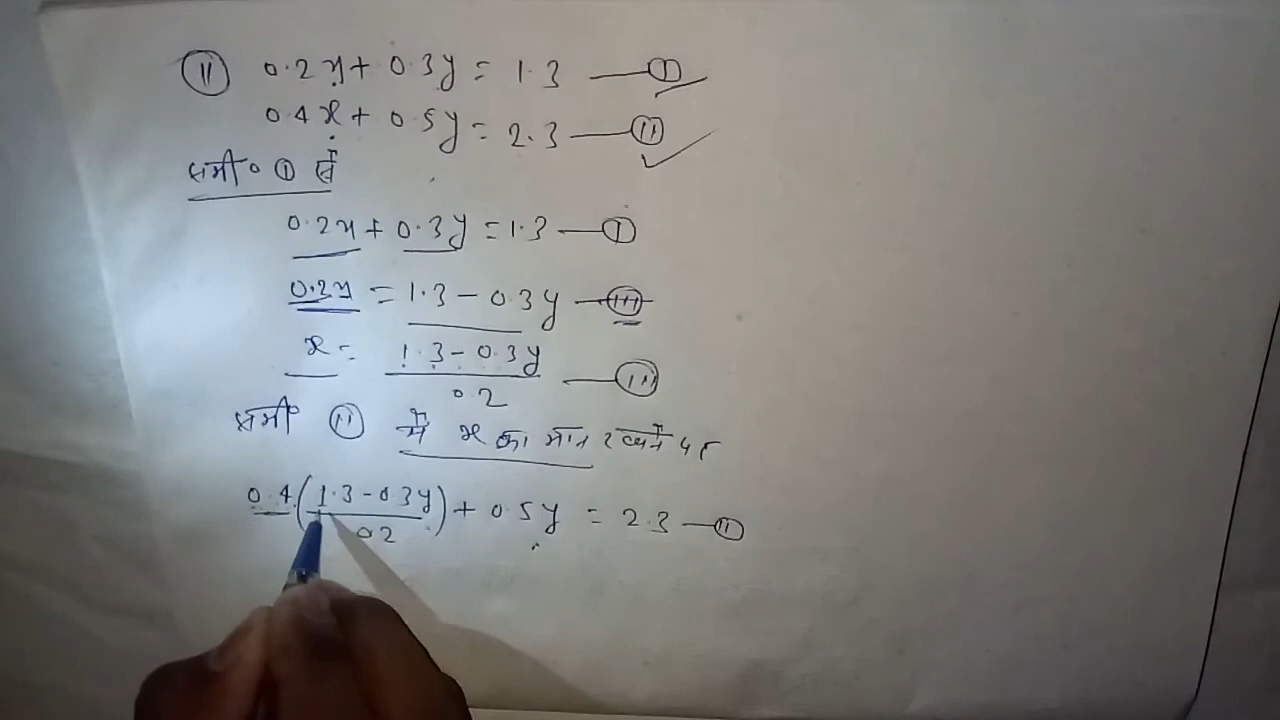 (II) 0.2x + 0.3y = 1.3 —(I)
0.4x + 0.5y = 2.3 —(II)
समी० (I) से
0.2x + 0.3y = 1.3 —(I)
0.2x = 1.3 - 0.3y —(III)
x = (1.3 - 0.3y)/0.2 —(III)
समी० (II) में x का मान रखने पर
0.4 ((1.3 - 0.3y)/02) + 0.5y = 2.3 —(II)